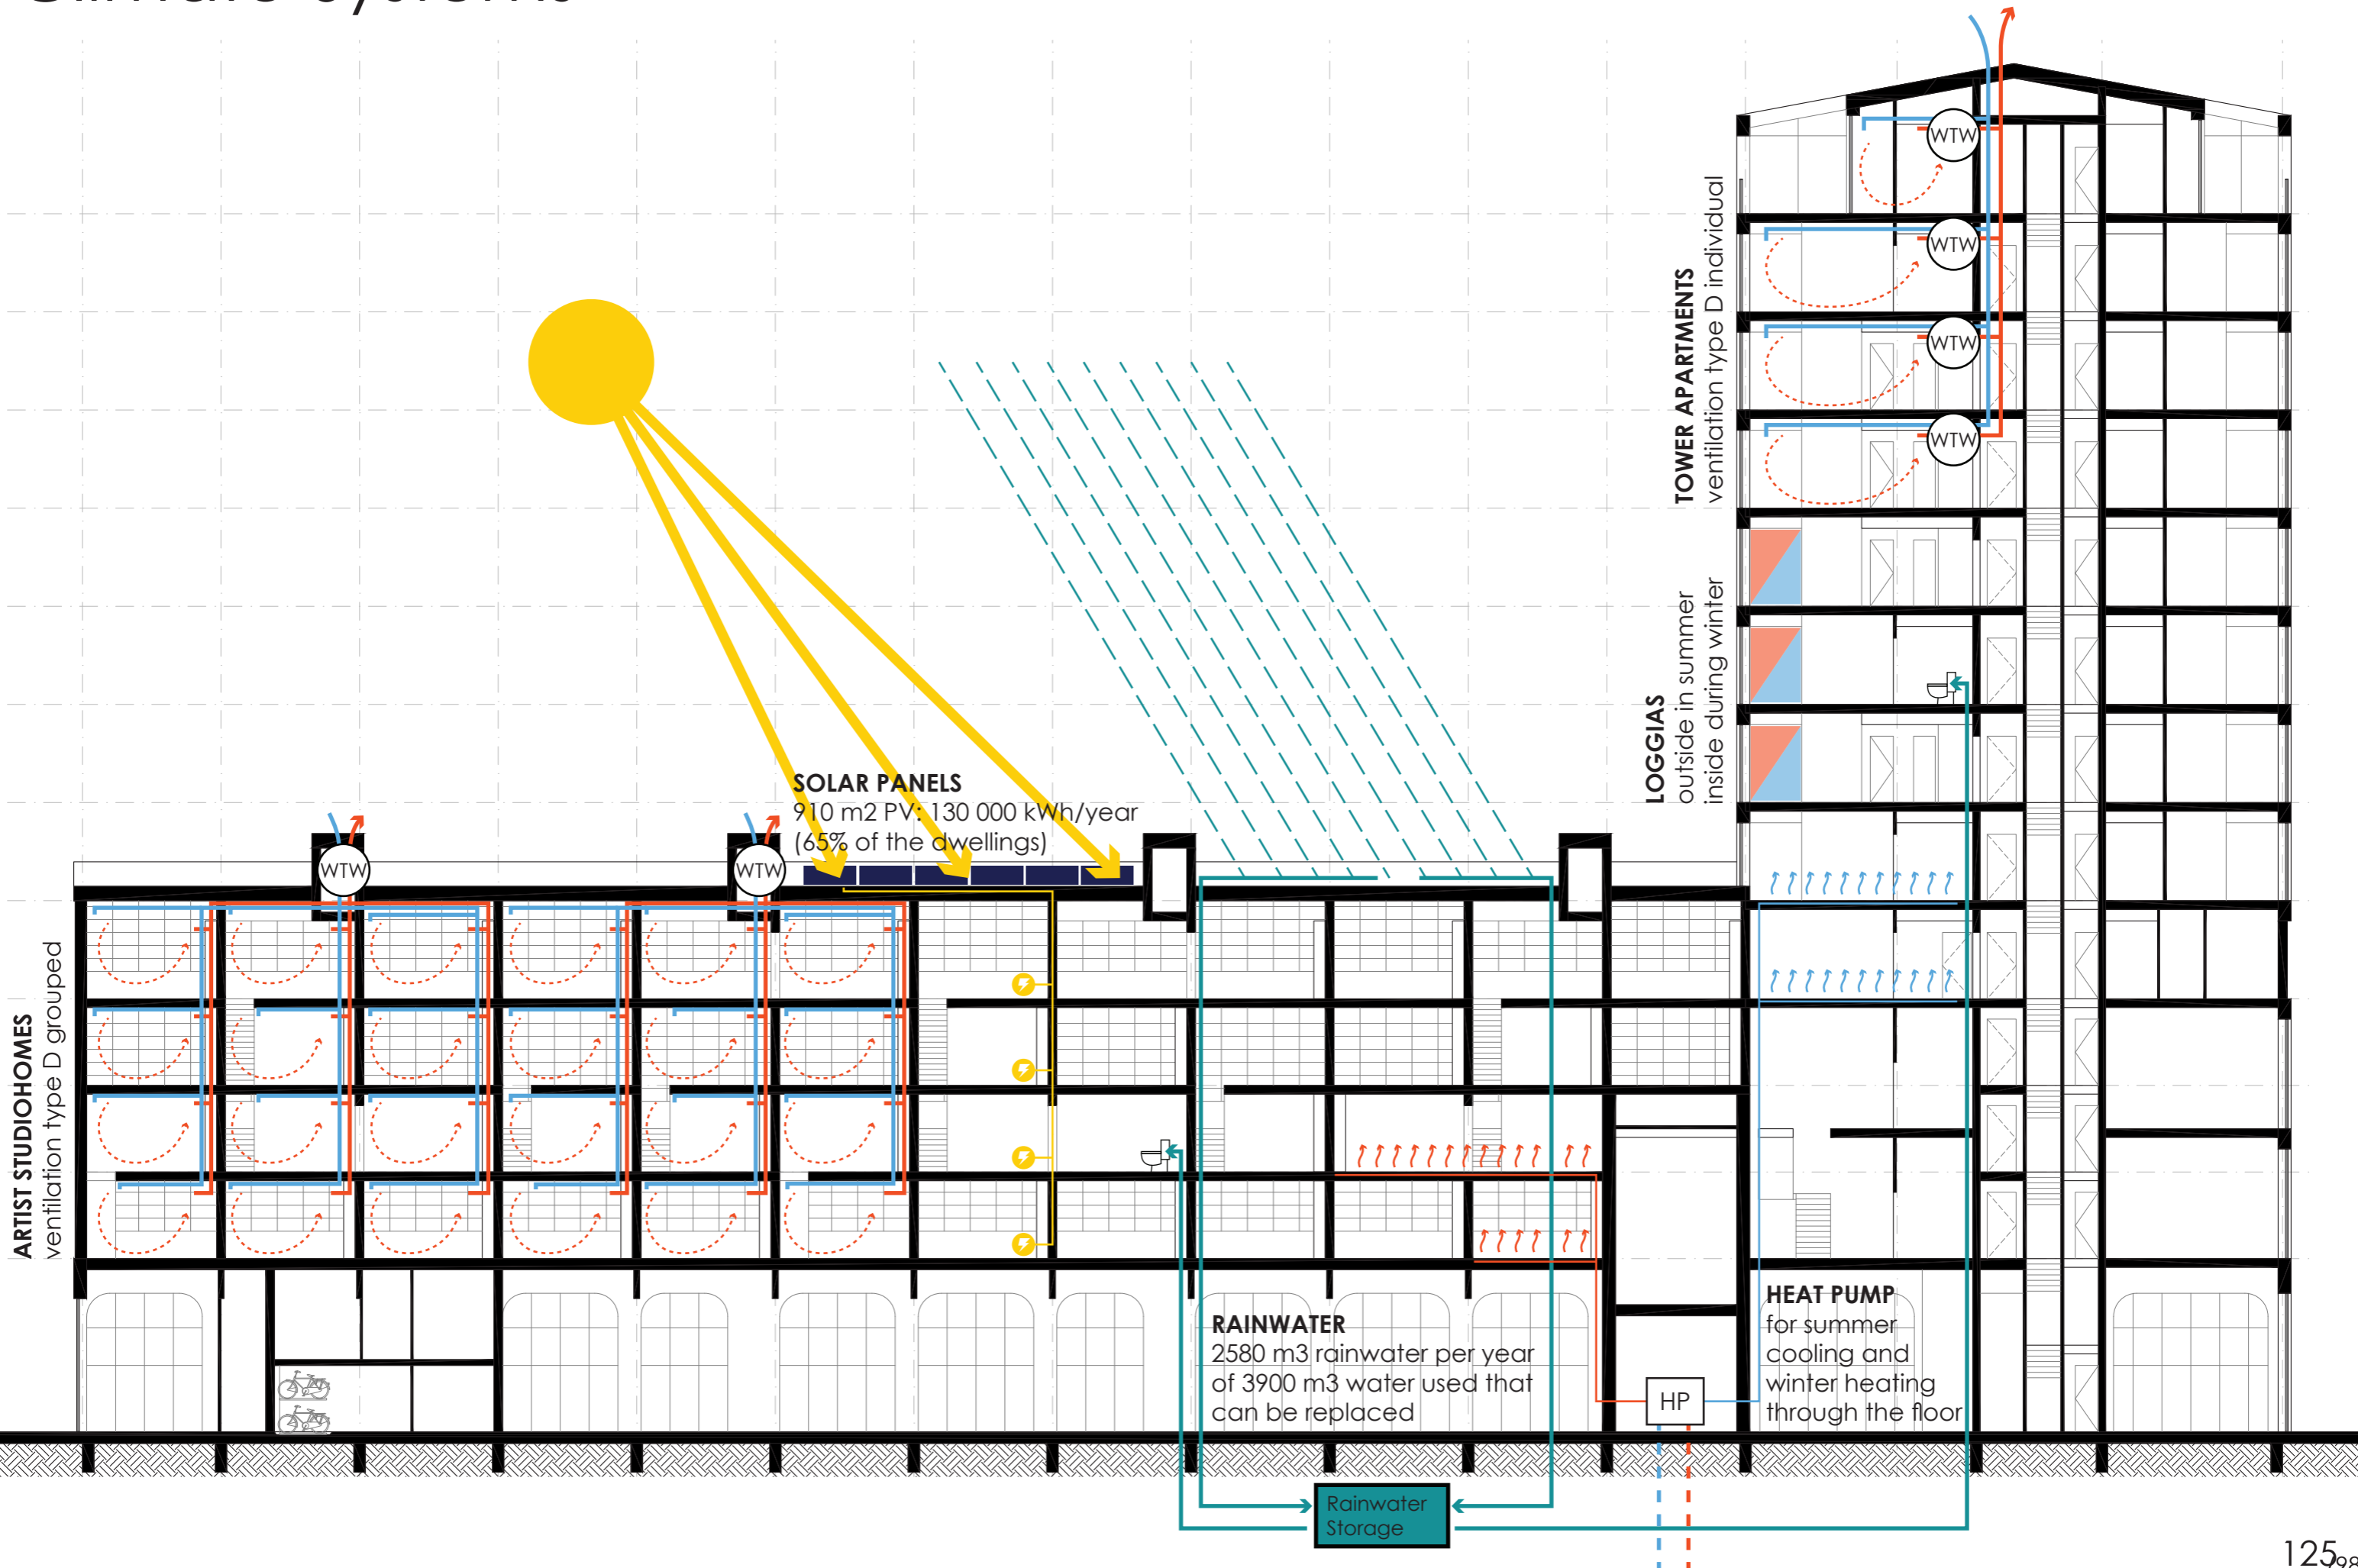 Climate systems
WTW
WTW
WTW
WTW
TOWER APARTMENTS
ventilation type D individual
LOGGIAS
outside in summer
inside during winter
SOLAR PANELS
910 m2 PV: 130 000 kWh/year
(65% of the dwellings)
WTW
WTW
ARTIST STUDIOHOMES
ventilation type D grouped
RAINWATER
2580 m3 rainwater per year
of 3900 m3 water used that
can be replaced
HP
HEAT PUMP
for summer
cooling and
winter heating
through the floor
Rainwater
Storage
125